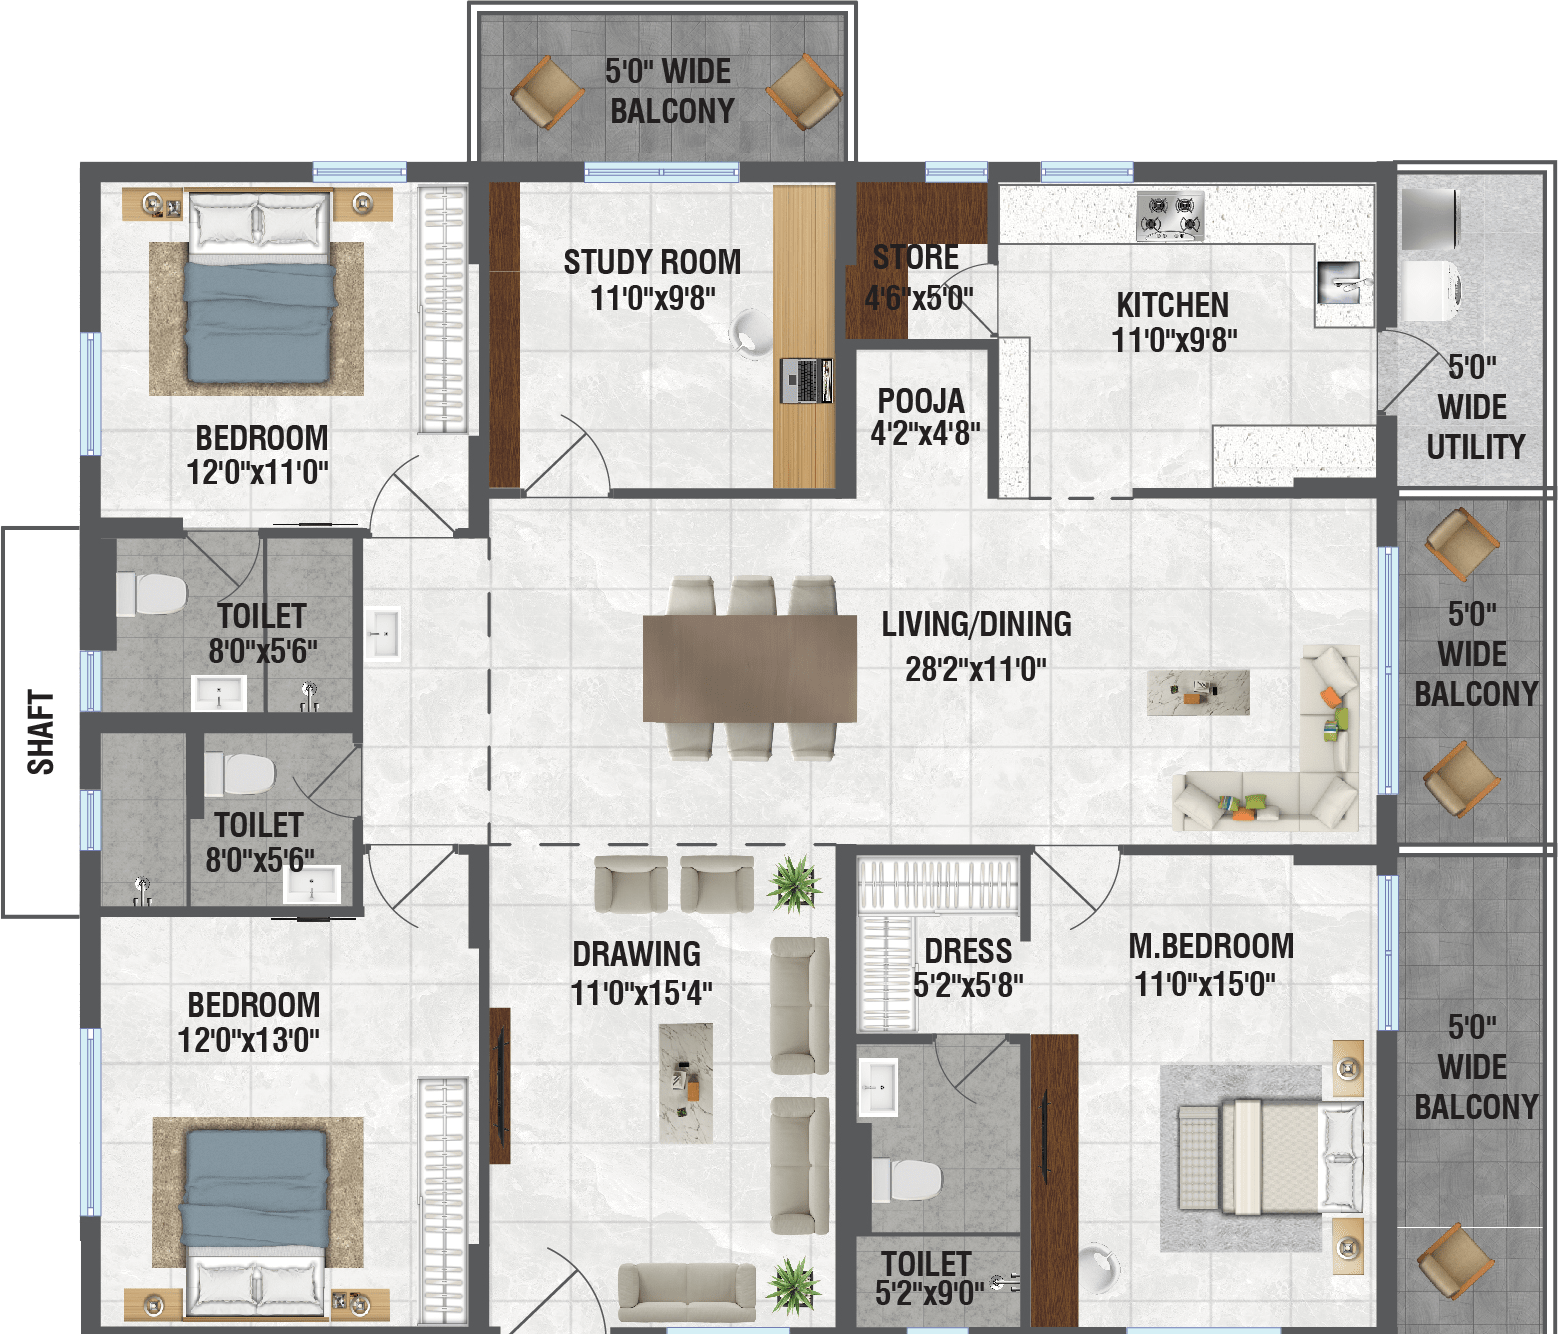 5'0" WIDE
BALCONY
STUDY ROOM
11'0"x9'8"
STORE
4'6"x5'0"
KITCHEN
11'0"x9'8"
5'0"
WIDE
UTILITY
POOJA
4'2"x4'8"
BEDROOM
12'0"x11'0"
TOILET
8'0"x5'6"
LIVING/DINING
28'2"x11'0"
5'0"
WIDE
BALCONY
SHAFT
TOILET
8'0"x5'6"
DRAWING
11'0"x15'4"
DRESS
5'2"x5'8"
M.BEDROOM
11'0"x15'0"
BEDROOM
12'0"x13'0"
5'0"
WIDE
BALCONY
TOILET
5'2"x9'0"